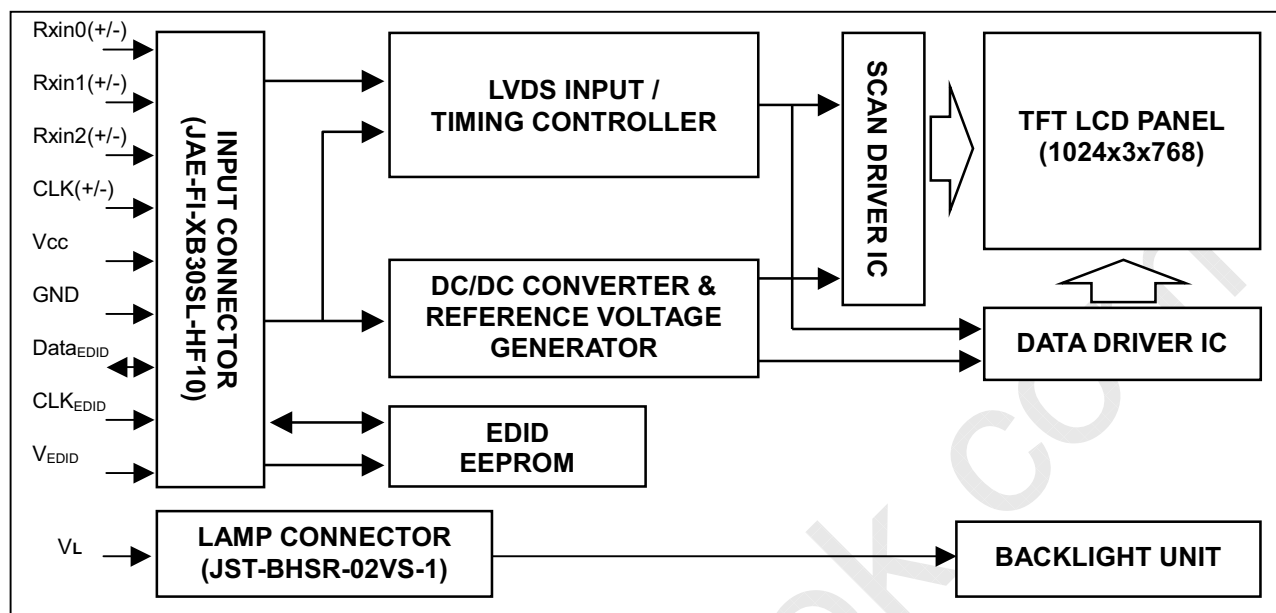 Rxin0(+/-)
Rxin1(+/-)
Rxin2(+/-)
CLK(+/-)
Vcc
GND
DataEDID
CLKEDID
VEDID
VL
INPUT CONNECTOR
(JAE-FI-XB30SL-HF10)
LVDS INPUT /
TIMING CONTROLLER
DC/DC CONVERTER &
REFERENCE VOLTAGE
GENERATOR
EDID
EEPROM
LAMP CONNECTOR
(JST-BHSR-02VS-1)
SCAN DRIVER IC
TFT LCD PANEL
(1024x3x768)
DATA DRIVER IC
BACKLIGHT UNIT